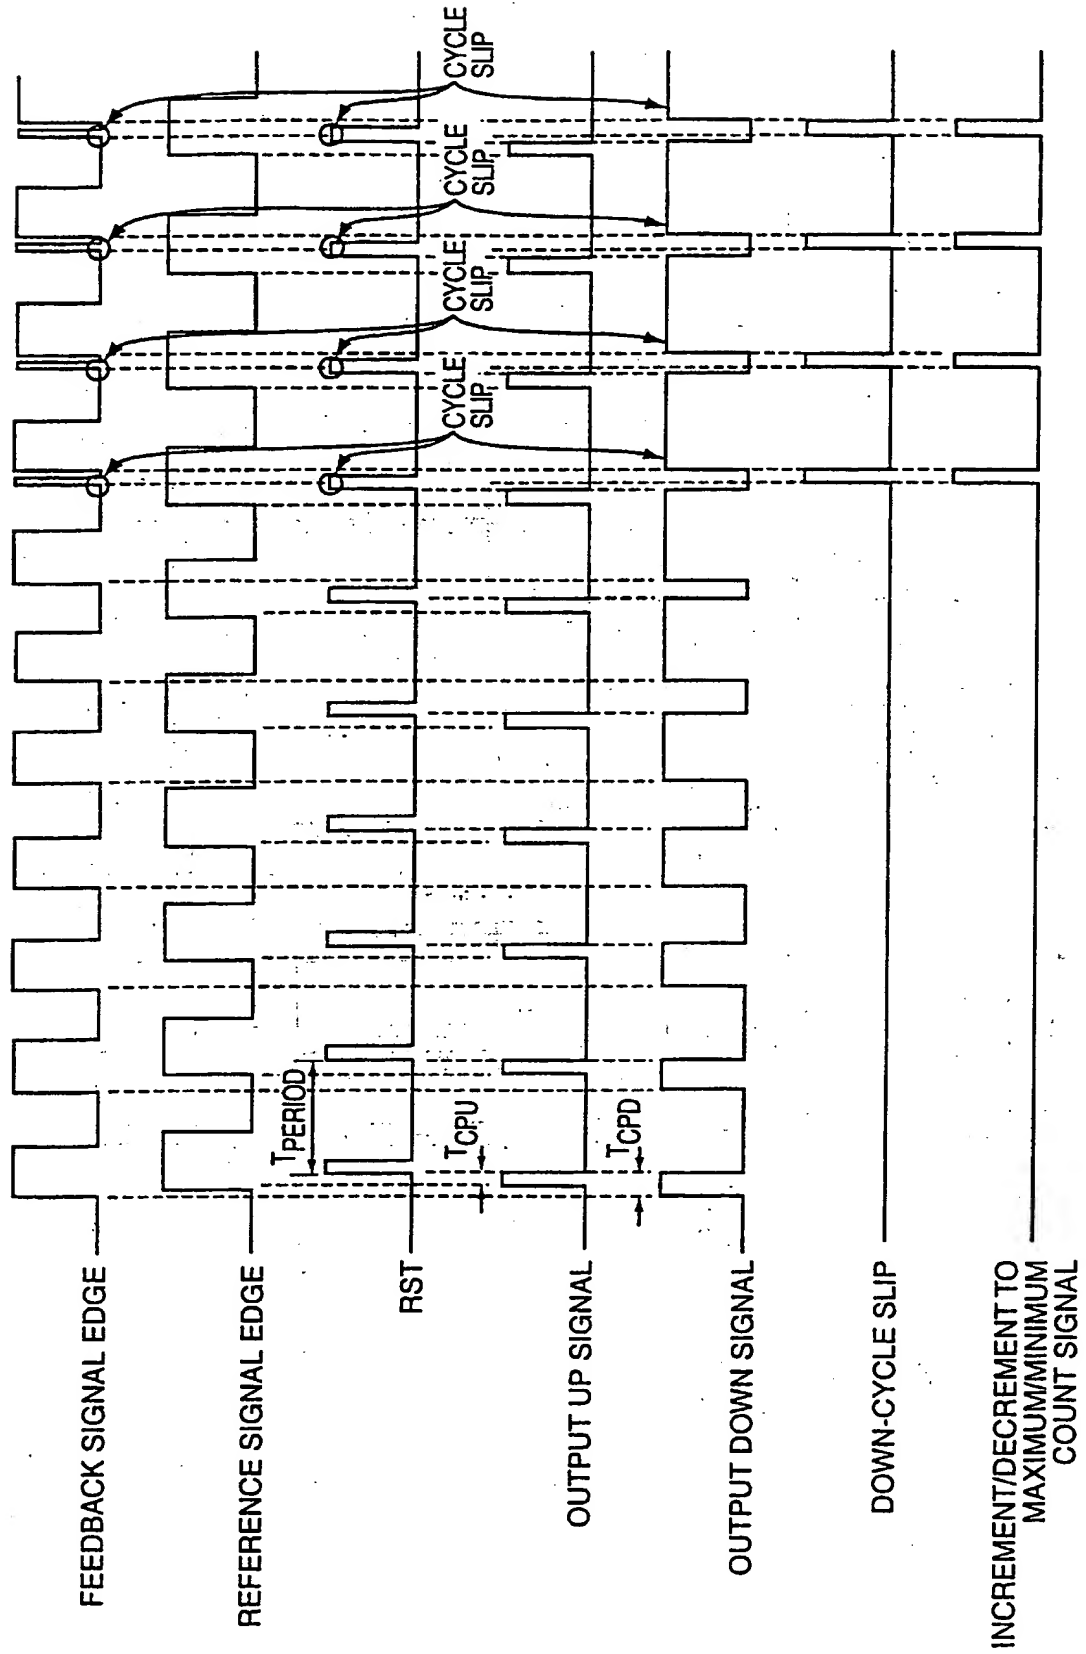 FEEDBACK SIGNAL EDGE
REFERENCE SIGNAL EDGE
RST
OUTPUT UP SIGNAL
OUTPUT DOWN SIGNAL
DOWN-CYCLE SLIP
INCREMENT/DECREMENT TO
MAXIMUM/MINIMUM
COUNT SIGNAL
TPERIOD
TCPU
TCPD
CYCLE
SLIP
CYCLE
SLIP
CYCLE
SLIP
CYCLE
SLIP